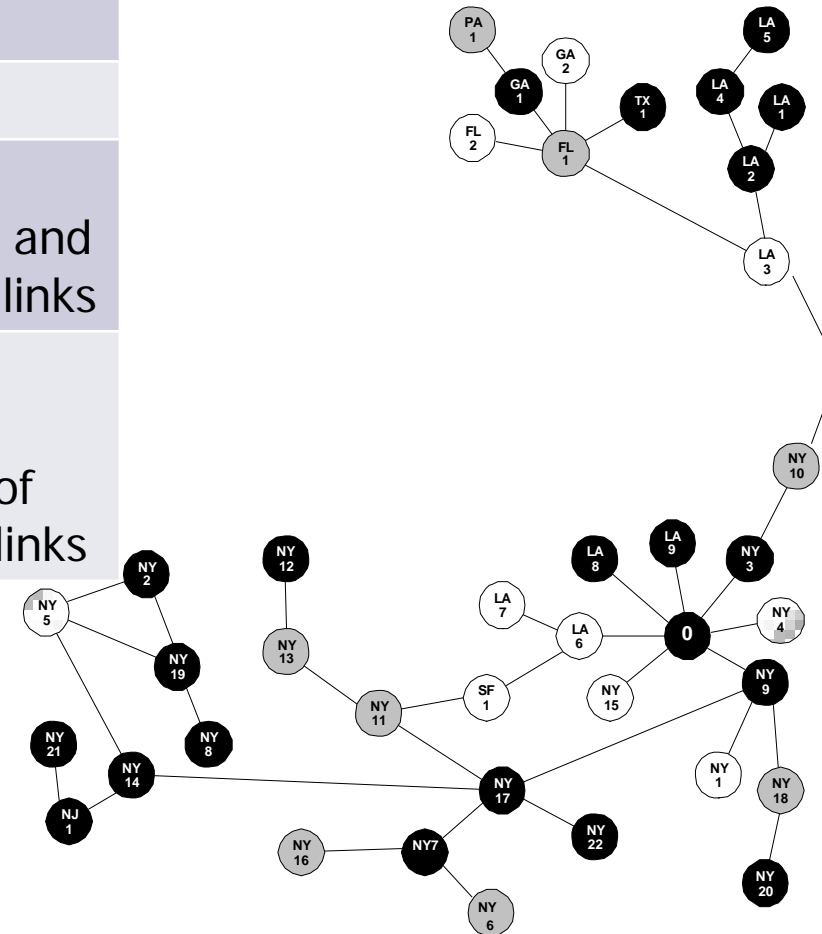 and
links
of
links
PA
1
GA
2
LA
5
GA
1
TX
1
LA
4
LA
1
FL
2
FL
1
LA
2
LA
3
NY
10
NY
2
NY
12
LA
8
LA
9
NY
3
NY
5
LA
7
LA
6
0
NY
4
NY
13
NY
19
SF
1
NY
15
NY
9
NY
11
NY
21
NY
8
NY
14
NY
17
NY
1
NY
18
NJ
1
NY
22
NY
16
NY7
NY
20
NY
6